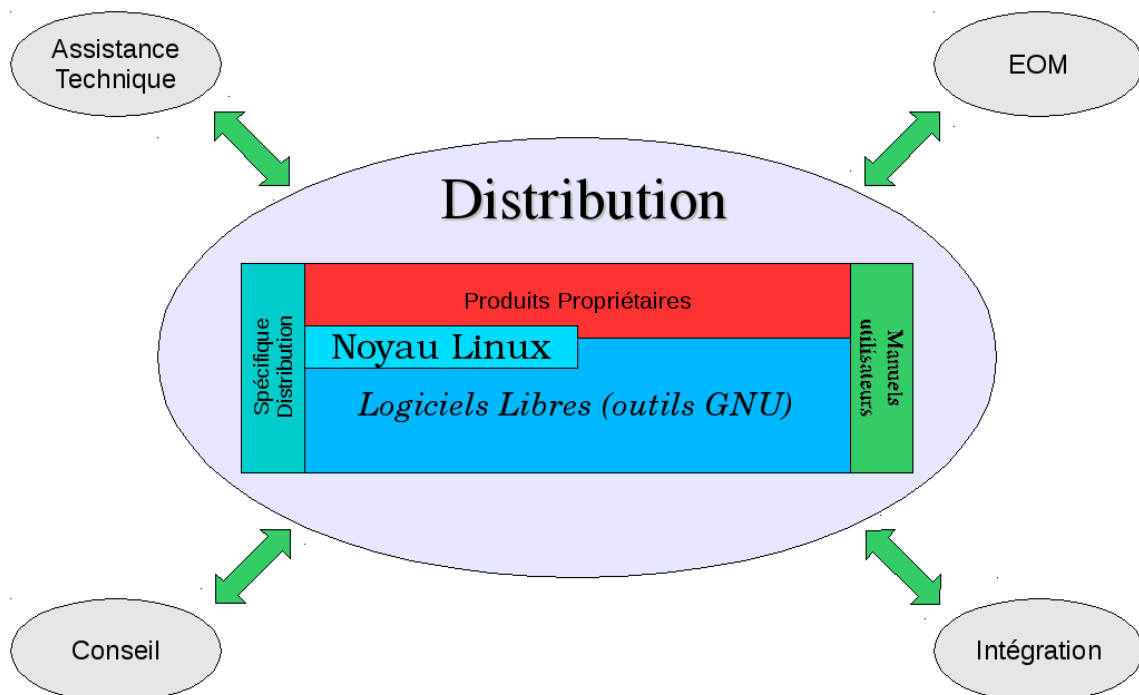 Assistance
Technique
EOM
Distribution
Spécifique
Distribution
Produits Propriétaires
Noyau Linux
Logiciels Libres (outils GNU)
Manuels
utilisateurs
Conseil
Intégration